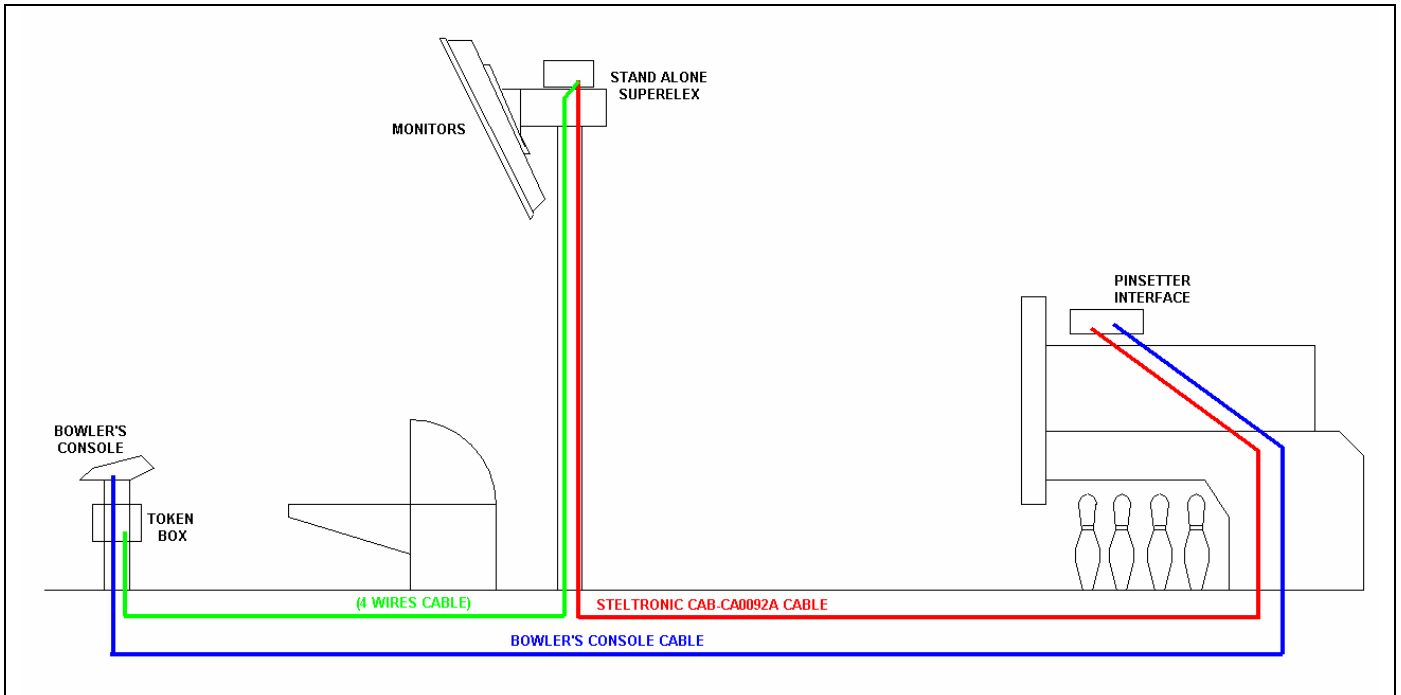 STAND ALONE
SUPERELEX
MONITORS
PINSETTER
INTERFACE
BOWLER'S
CONSOLE
TOKEN
BOX
(4 WIRES CABLE)
STELTRONIC CAB-CA0092A CABLE
BOWLER'S CONSOLE CABLE